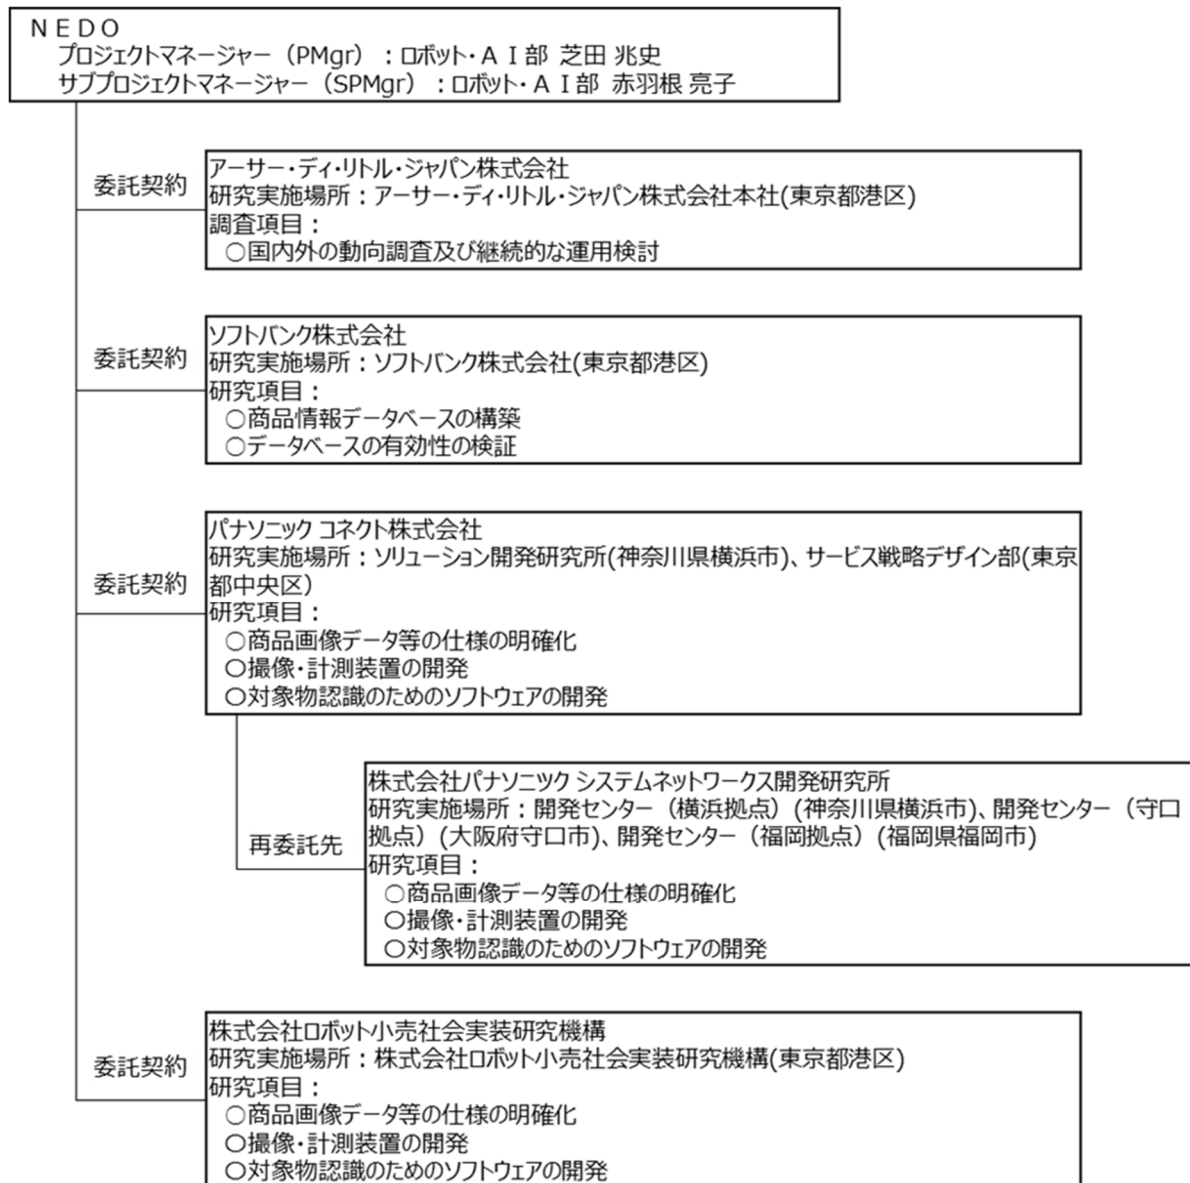 ＮＥＤＯ
プロジェクトマネージャー（PMgr）：ロボット・ＡＩ部 芝田 兆史
サブプロジェクトマネージャー（SPMgr）：ロボット・ＡＩ部 赤羽根 亮子
委託契約
アーサー・ディ・リトル・ジャパン株式会社
研究実施場所：アーサー・ディ・リトル・ジャパン株式会社本社(東京都港区)
調査項目：
○国内外の動向調査及び継続的な運用検討
委託契約
ソフトバンク株式会社
研究実施場所：ソフトバンク株式会社(東京都港区)
研究項目：
○商品情報データベースの構築
○データベースの有効性の検証
委託契約
パナソニック コネクト株式会社
研究実施場所：ソリューション開発研究所(神奈川県横浜市)、サービス戦略デザイン部(東京
都中央区)
研究項目：
○商品画像データ等の仕様の明確化
○撮像・計測装置の開発
○対象物認識のためのソフトウェアの開発
再委託先
株式会社パナソニツク システムネットワークス開発研究所
研究実施場所：開発センター（横浜拠点）(神奈川県横浜市)、開発センター（守口
拠点）(大阪府守口市)、開発センター（福岡拠点）(福岡県福岡市)
研究項目：
○商品画像データ等の仕様の明確化
○撮像・計測装置の開発
○対象物認識のためのソフトウェアの開発
委託契約
株式会社ロボット小売社会実装研究機構
研究実施場所：株式会社ロボット小売社会実装研究機構(東京都港区)
研究項目：
○商品画像データ等の仕様の明確化
○撮像・計測装置の開発
○対象物認識のためのソフトウェアの開発